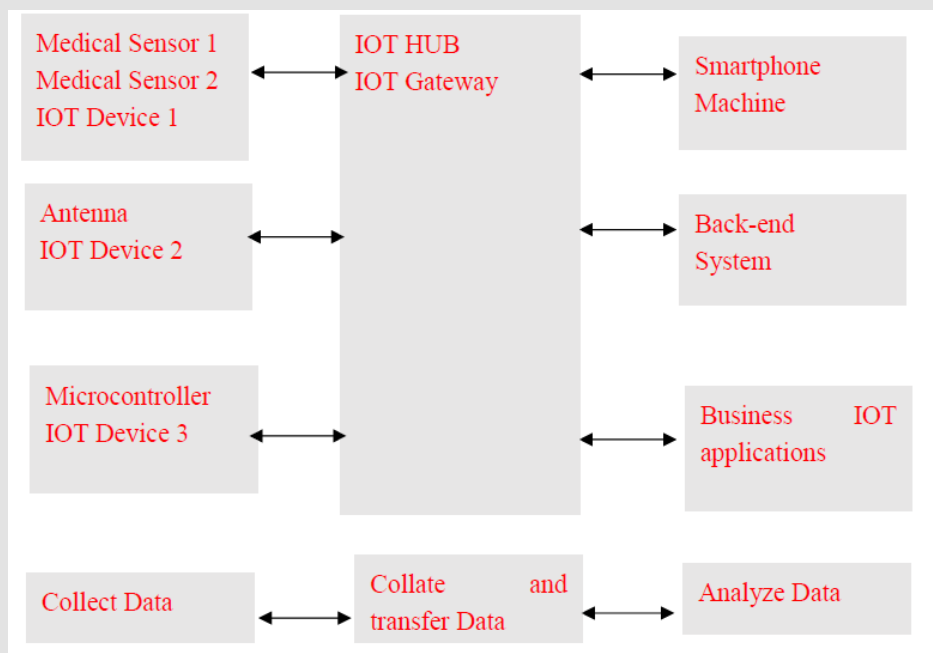 Medical Sensor 1
Medical Sensor 2
IOT Device 1
IOT HUB
IOT Gateway
Smartphone
Machine
Antenna
IOT Device 2
Back-end
System
Microcontroller
IOT Device 3
Business IOT
applications
Collect Data
Collate and
transfer Data
Analyze Data